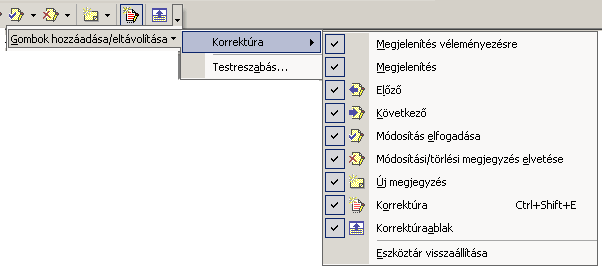 Gombok hozzáadása/eltávolítása
Korrektúra
Testreszabás...
Megjelenítés véleményezésre
Megjelenítés
Előző
Következő
Módosítás elfogadása
Módosítási/törlési megjegyzés elvetése
Új megjegyzés
Korrektúra Ctrl+Shift+E
Korrektúraablak
Eszköztár visszaállítása